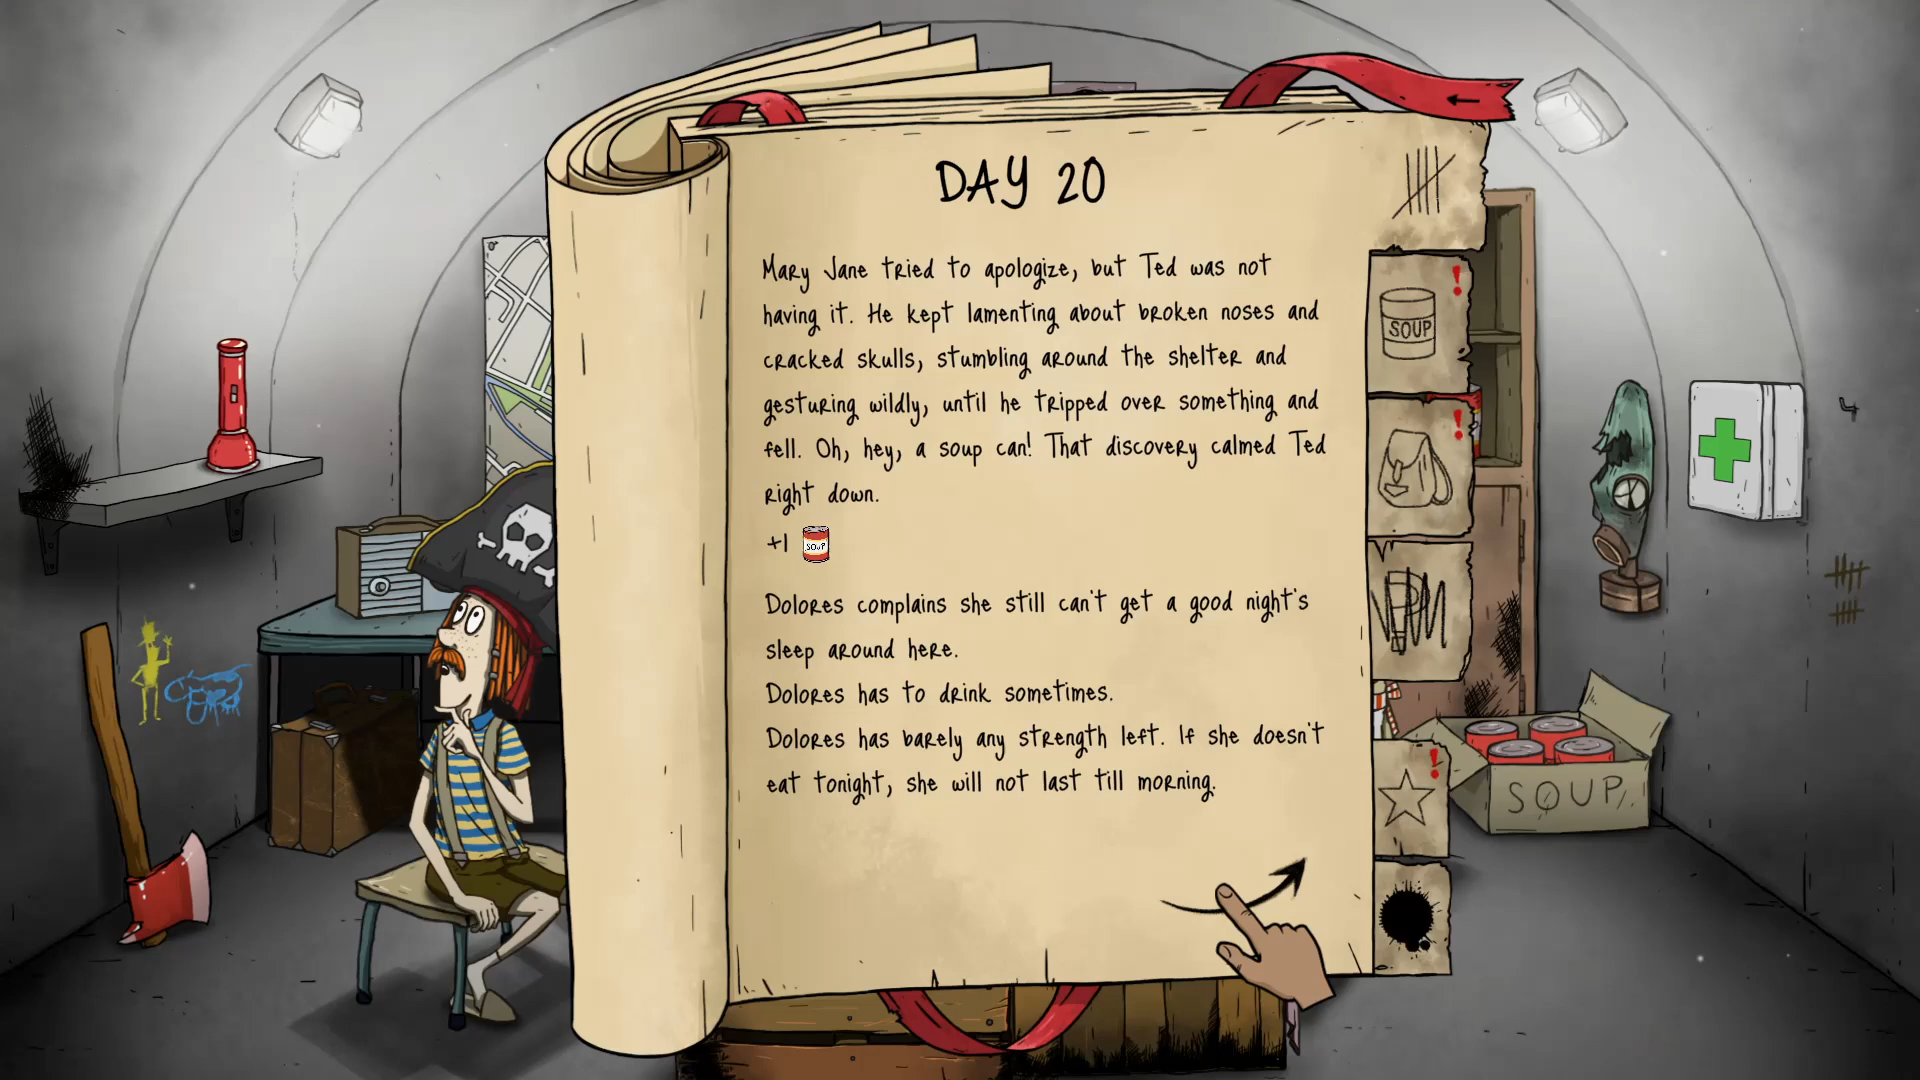 DAY 20
Mary Jane tried to apologize, but Ted was not
having it. He kept lamenting about broken noses and
cracked skulls, stumbling around the shelter and
gesturing wildly, until he tripped over something and
fell. Oh, hey, a soup can! That discovery calmed Ted
right down.
+1 SOUP
Dolores complains she still can't get a good night's
sleep around here.
Dolores has to drink sometimes.
Dolores has barely any strength left. If she doesn't
eat tonight, she will not last till morning.
!
SOUP
!
!
SOUP